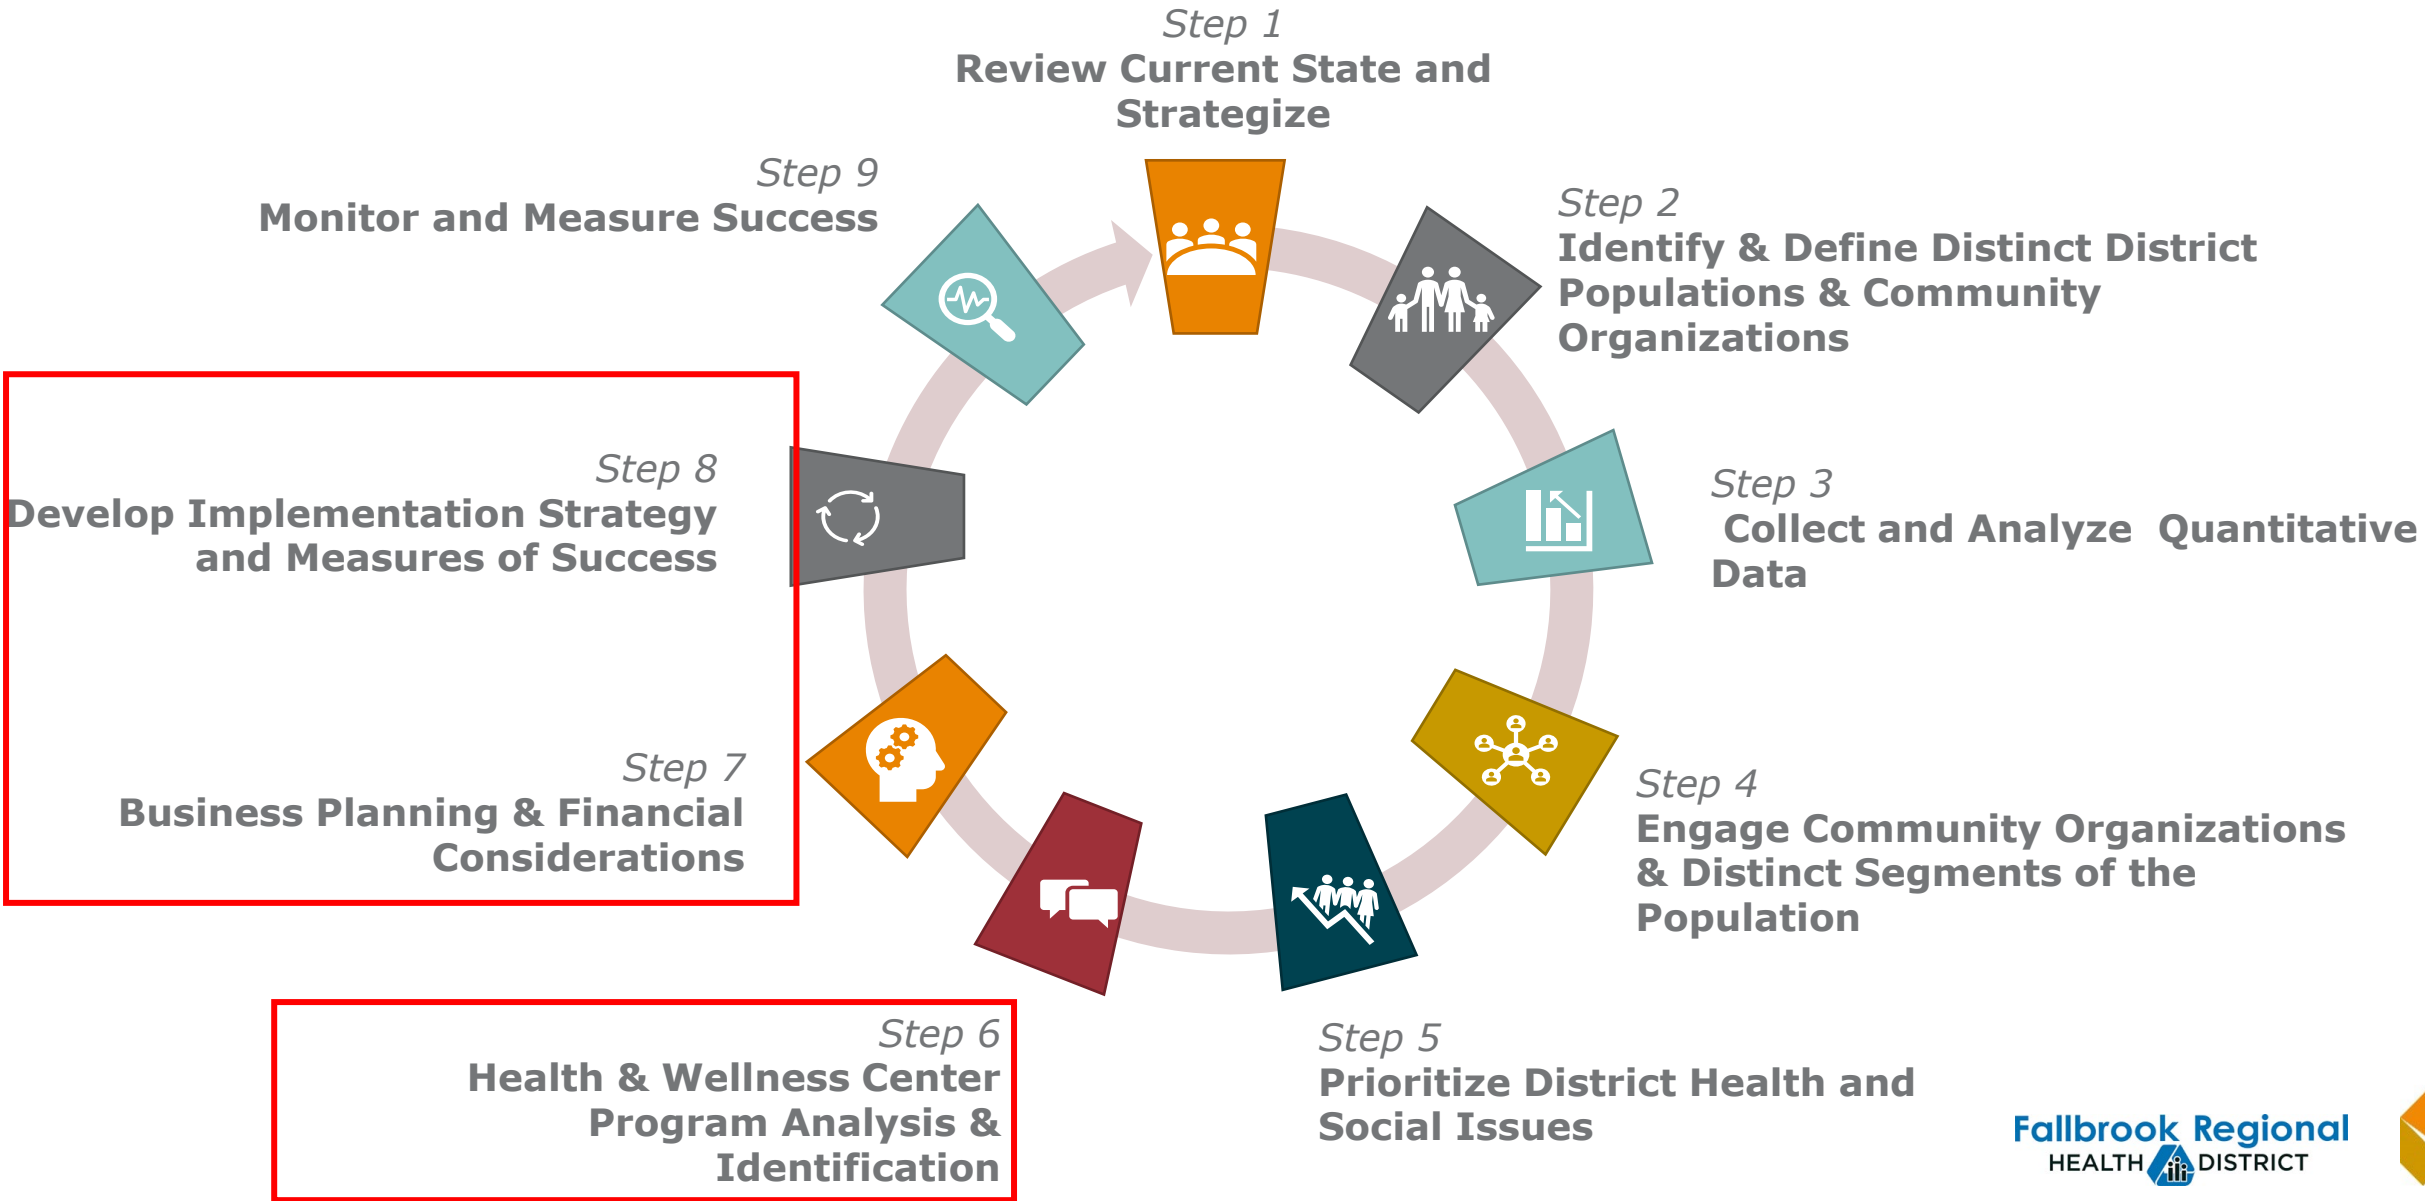 Step 1
Review Current State and
Strategize
Step 2
Identify & Define Distinct District
Populations & Community
Organizations
Step 3
Collect and Analyze Quantitative
Data
Step 4
Engage Community Organizations
& Distinct Segments of the
Population
Step 5
Prioritize District Health and
Social Issues
Step 6
Health & Wellness Center
Program Analysis &
Identification
Step 7
Business Planning & Financial
Considerations
Step 8
Develop Implementation Strategy
and Measures of Success
Step 9
Monitor and Measure Success
Fallbrook Regional
HEALTH DISTRICT